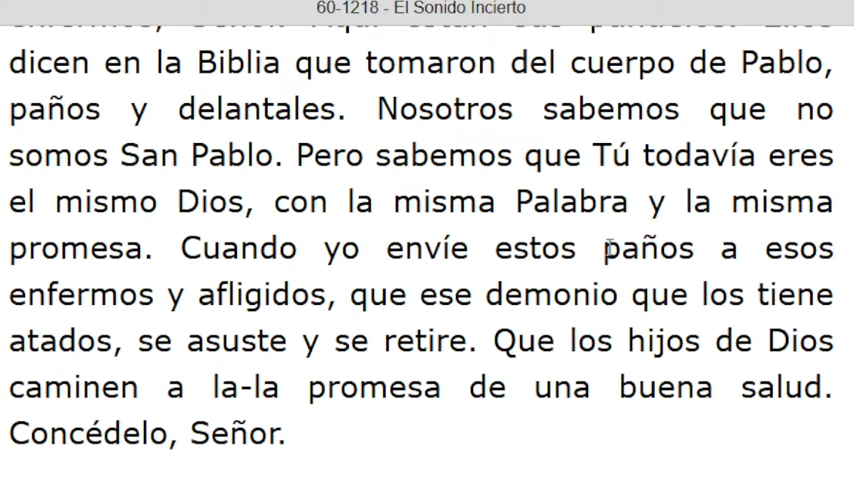 60-1218 - El Sonido Incierto
dicen en la Biblia que tomaron del cuerpo de Pablo,
paños y delantales. Nosotros sabemos que no
somos San Pablo. Pero sabemos que Tú todavía eres
el mismo Dios, con la misma Palabra y la misma
promesa. Cuando yo envíe estos paños a esos
enfermos y afligidos, que ese demonio que los tiene
atados, se asuste y se retire. Que los hijos de Dios
caminen a la-la promesa de una buena salud.
Concédelo, Señor.